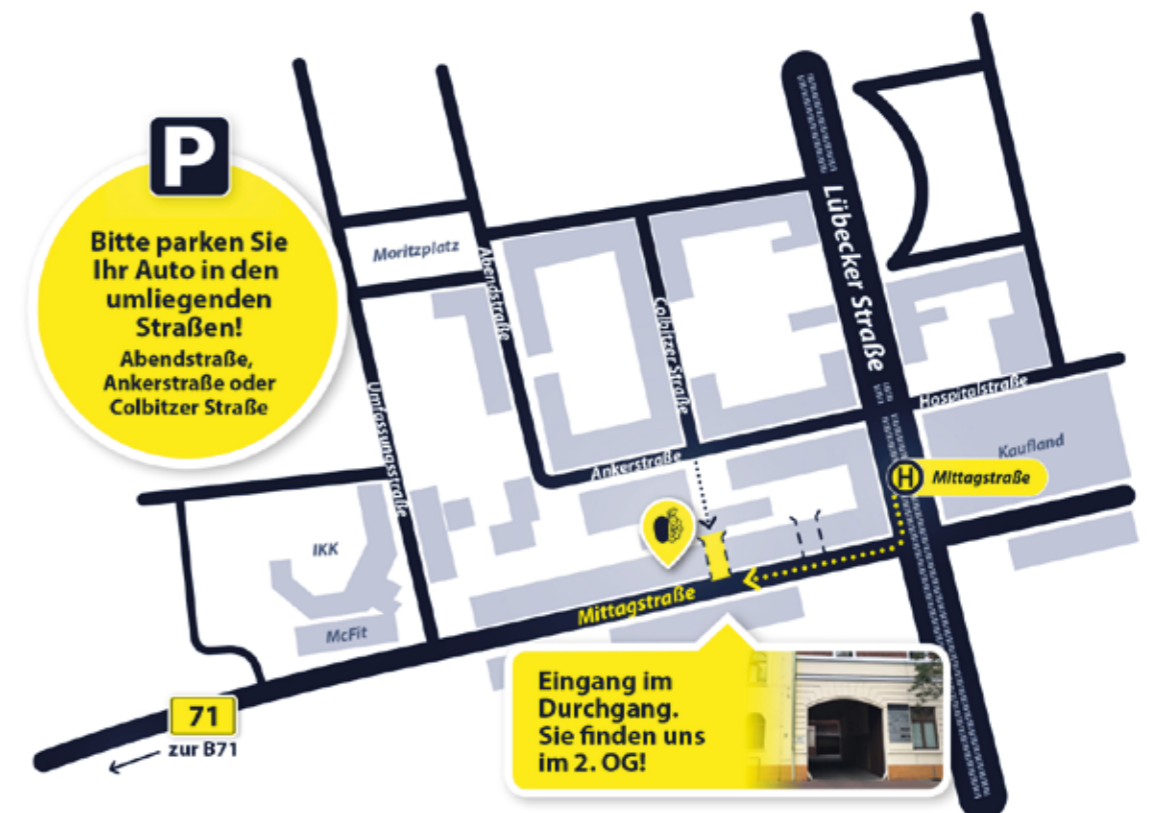 P
Bitte parken Sie
Ihr Auto in den
umliegenden
Straßen!
Abendstraße,
Ankerstraße oder
Colbitzer Straße
Moritzplatz
Abendstraße
Colbitzer Straße
Lübecker Straße
Umfassungsstraße
Hospitalstraße
Kaufland
Ankerstraße
H Mittagstraße
IKK
McFit
Mittagstraße
71
zur B71
Eingang im
Durchgang.
Sie finden uns
im 2. OG!